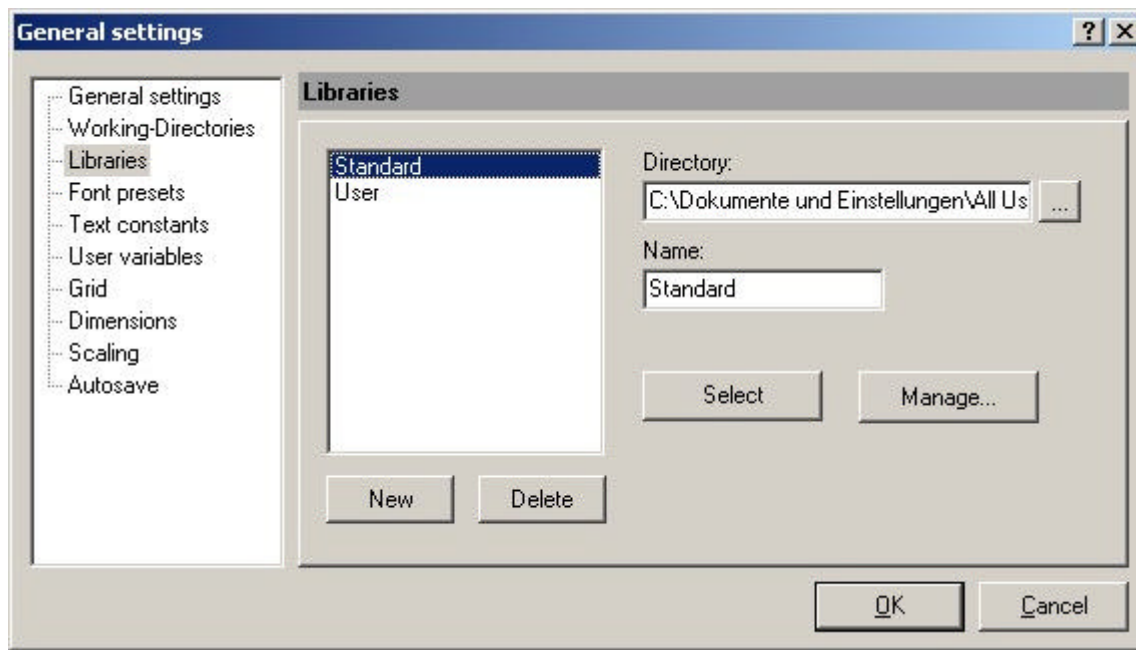 General settings
General settings
Working-Directories
Libraries
Font presets
Text constants
User variables
Grid
Dimensions
Scaling
Autosave
Libraries
Standard
User
New
Delete
Directory:
C:\Dokumente und Einstellungen\All Us
...
Name:
Standard
Select
Manage...
OK
Cancel